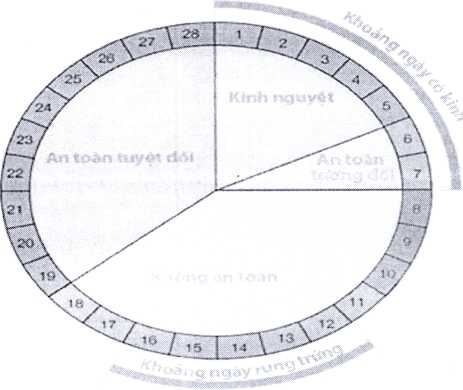 Khoảng ngày có kinh
28 1 2 3 4 5 6 7 8 9 10 11 12 13 14 15 16 17 18 19 20 21 22 23 24 25 26 27
Kinh nguyệt
An toàn
tương đối
An toàn tuyệt đối
Không an toàn
Khoảng ngày rụng trứng